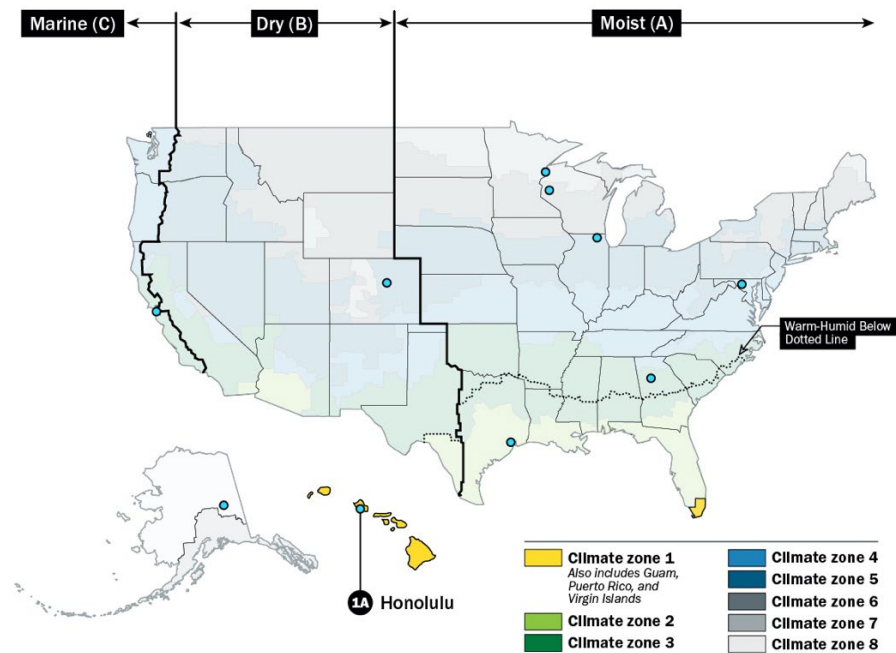 Marine (C)
Dry (B)
Moist (A)
Warm-Humid Below
Dotted Line
1A Honolulu
Climate zone 1
Also includes Guam,
Puerto Rico, and
Virgin Islands
Climate zone 2
Climate zone 3
Climate zone 4
Climate zone 5
Climate zone 6
Climate zone 7
Climate zone 8